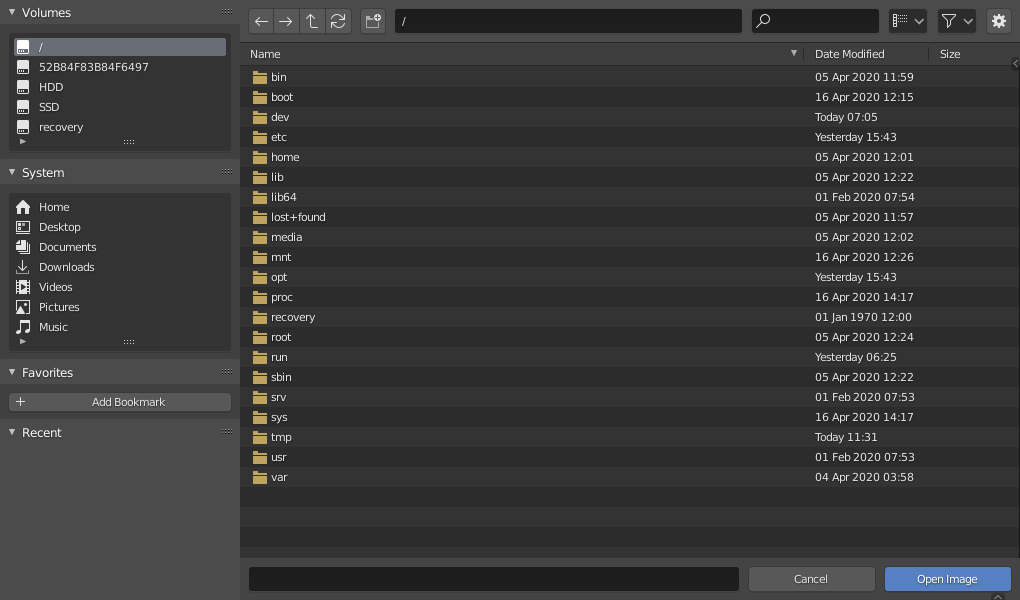 Volumes
/
52B84F83B84F6497
HDD
SSD
recovery
System
Home
Desktop
Documents
Downloads
Videos
Pictures
Music
Favorites
Add Bookmark
Recent
/
Name Date Modified Size
bin 05 Apr 2020 11:59
boot 16 Apr 2020 12:15
dev Today 07:05
etc Yesterday 15:43
home 05 Apr 2020 12:01
lib 05 Apr 2020 12:22
lib64 01 Feb 2020 07:54
lost+found 05 Apr 2020 11:57
media 05 Apr 2020 12:02
mnt 16 Apr 2020 12:26
opt Yesterday 15:43
proc 16 Apr 2020 14:17
recovery 01 Jan 1970 12:00
root 05 Apr 2020 12:24
run Yesterday 06:25
sbin 05 Apr 2020 12:22
srv 01 Feb 2020 07:53
sys 16 Apr 2020 14:17
tmp Today 11:31
usr 01 Feb 2020 07:53
var 04 Apr 2020 03:58
Cancel Open Image